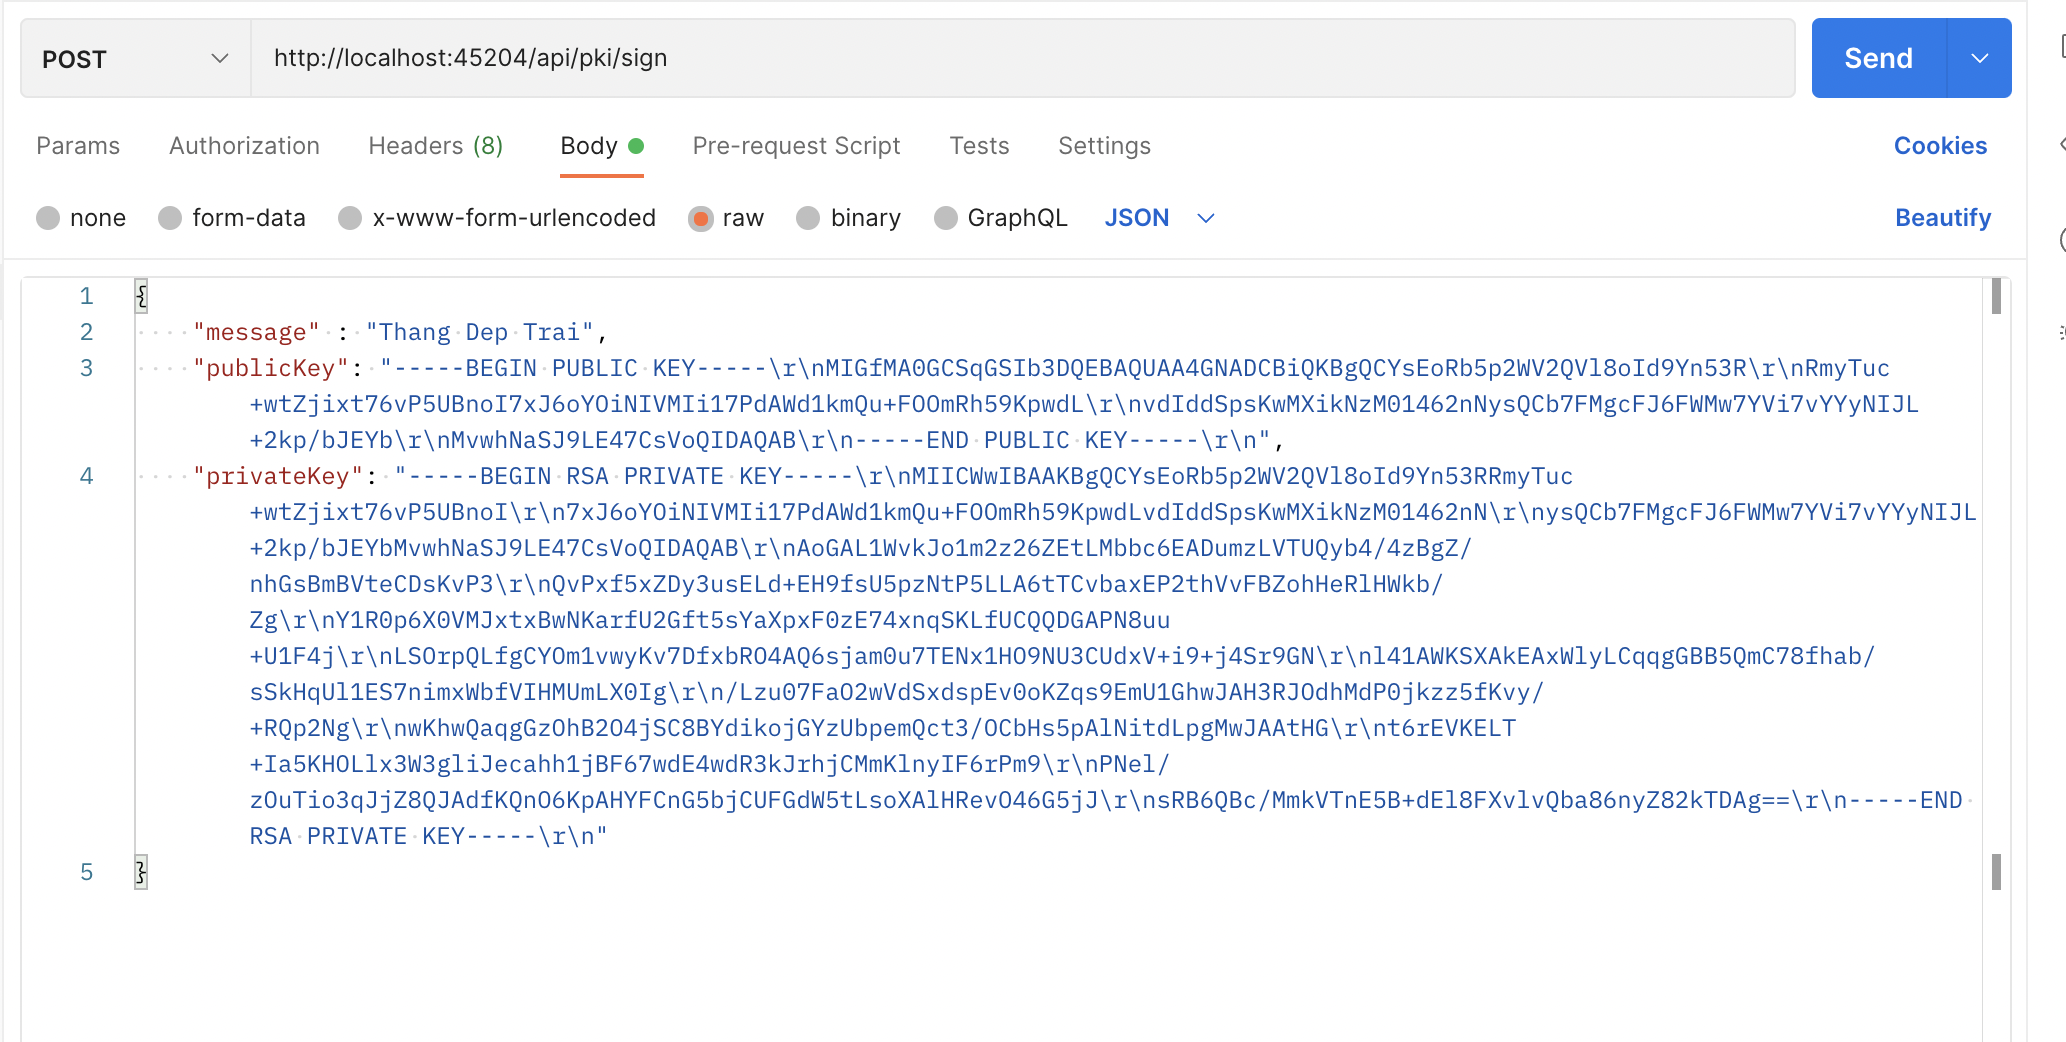 POST
http://localhost:45204/api/pki/sign
Send
Params
Authorization
Headers (8)
Body
Pre-request Script
Tests
Settings
Cookies
none
form-data
x-www-form-urlencoded
raw
binary
GraphQL
JSON
Beautify
1 {
2 "message" : "Thang Dep Trai",
3 "publicKey": "-----BEGIN PUBLIC KEY-----\r\nMIGfMA0GCSqGSIb3DQEBAQUAA4GNADCBiQKBgQCYsEoRb5p2WV2QVl8oId9Yn53R\r\nRmyTuc
+wtZjixt76vP5UBnoI7xJ6oYOiNIVMIi17PdAWd1kmQu+FOOmRh59KpwdL\r\nvdIddSpsKwMXikNzM01462nNysQCb7FMgcFJ6FWMw7YVi7vYYyNIJL
+2kp/bJEYb\r\nMvwhNaSJ9LE47CsVoQIDAQAB\r\n-----END PUBLIC KEY-----\r\n",
4 "privateKey": "-----BEGIN RSA PRIVATE KEY-----\r\nMIICWwIBAAKBgQCYsEoRb5p2WV2QVl8oId9Yn53RRmyTuc
+wtZjixt76vP5UBnoI\r\n7xJ6oYOiNIVMIi17PdAWd1kmQu+FOOmRh59KpwdLvdIddSpsKwMXikNzM01462nN\r\nysQCb7FMgcFJ6FWMw7YVi7vYYyNIJL
+2kp/bJEYbMvwhNaSJ9LE47CsVoQIDAQAB\r\nAoGAL1WvkJo1m2z26ZEtLMbbc6EADumzLVTUQyb4/4zBgZ/
nhGsBmBVteCDsKvP3\r\nQvPxf5xZDy3usELd+EH9fsU5pzNtP5LLA6tTCvbaxEP2thVvFBZohHeRlHWkb/
Zg\r\nY1R0p6X0VMJxtxBwNKarfU2Gft5sYaXpxF0zE74xnqSKLfUCQQDGAPN8uu
+U1F4j\r\nLSOrpQLfgCYOm1vwyKv7DfxbRO4AQ6sjam0u7TENx1HO9NU3CUdxV+i9+j4Sr9GN\r\nl41AWKSXAkEAxWlyLCqqgGBB5QmC78fhab/
sSkHqUl1ES7nimxWbfVIHMUmLX0Ig\r\n/Lzu07FaO2wVdSxdspEv0oKZqs9EmU1GhwJAH3RJOdhMdP0jkzz5fKvy/
+RQp2Ng\r\nwKhwQaqgGzOhB2O4jSC8BYdikojGYzUbpemQct3/OCbHs5pAlNitdLpgMwJAAtHG\r\nt6rEVKELT
+Ia5KHOLlx3W3gliJecahh1jBF67wdE4wdR3kJrhjCMmKlnyIF6rPm9\r\nPNel/
zOuTio3qJjZ8QJAdfKQnO6KpAHYFCnG5bjCUFGdW5tLsoXAlHRevO46G5jJ\r\nsRB6QBc/MmkVTnE5B+dEl8FXvlvQba86nyZ82kTDAg==\r\n-----END
RSA PRIVATE KEY-----\r\n"
5 }